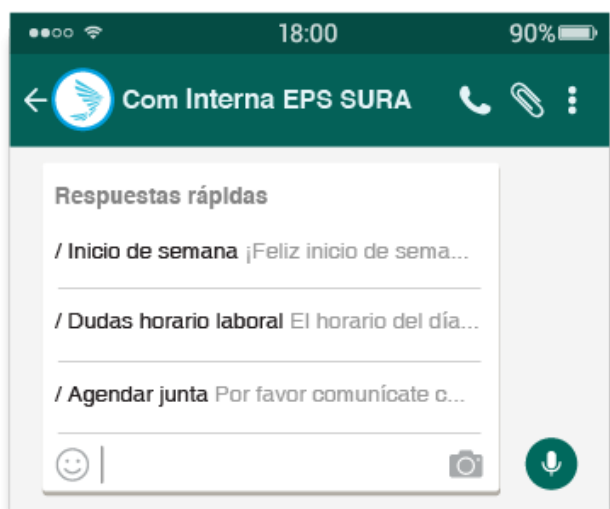 18:00 90%
Com Interna EPS SURA
Respuestas rápidas
/ Inicio de semana ¡Feliz inicio de sema...
/ Dudas horario laboral El horario del día...
/ Agendar junta Por favor comunícate c...